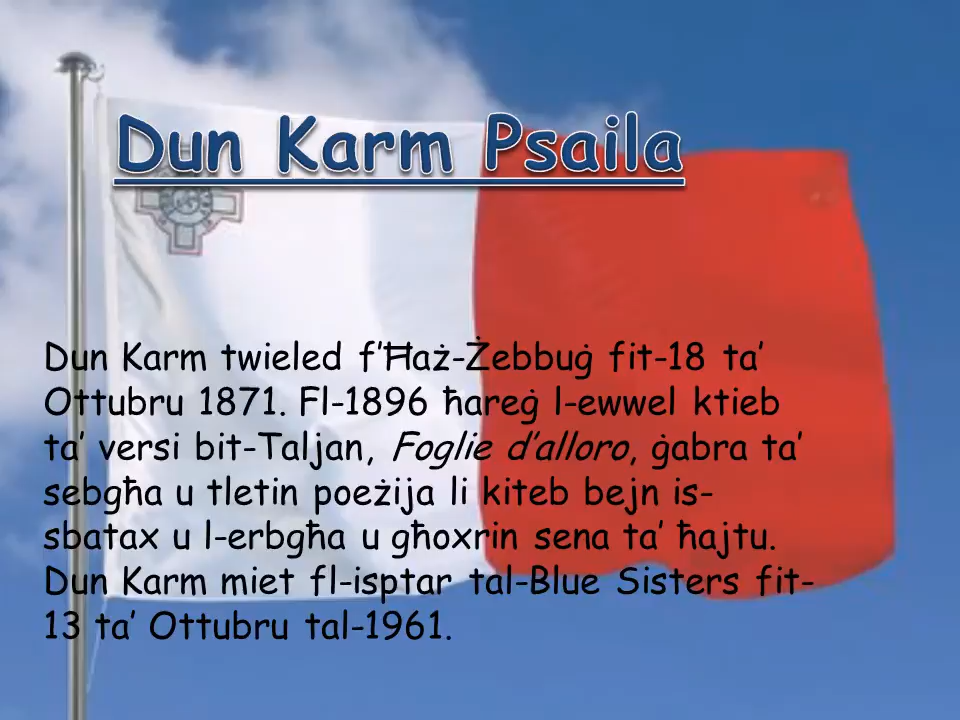 Dun Karm Psaila
Dun Karm twieled f’Ħaż-Żebbuġ fit-18 ta’
Ottubru 1871. Fl-1896 ħareġ l-ewwel ktieb
ta’ versi bit-Taljan, Foglie d’alloro, ġabra ta’
sebgħa u tletin poeżija li kiteb bejn is-
sbatax u l-erbgħa u għoxrin sena ta’ ħajtu.
Dun Karm miet fl-isptar tal-Blue Sisters fit-
13 ta’ Ottubru tal-1961.